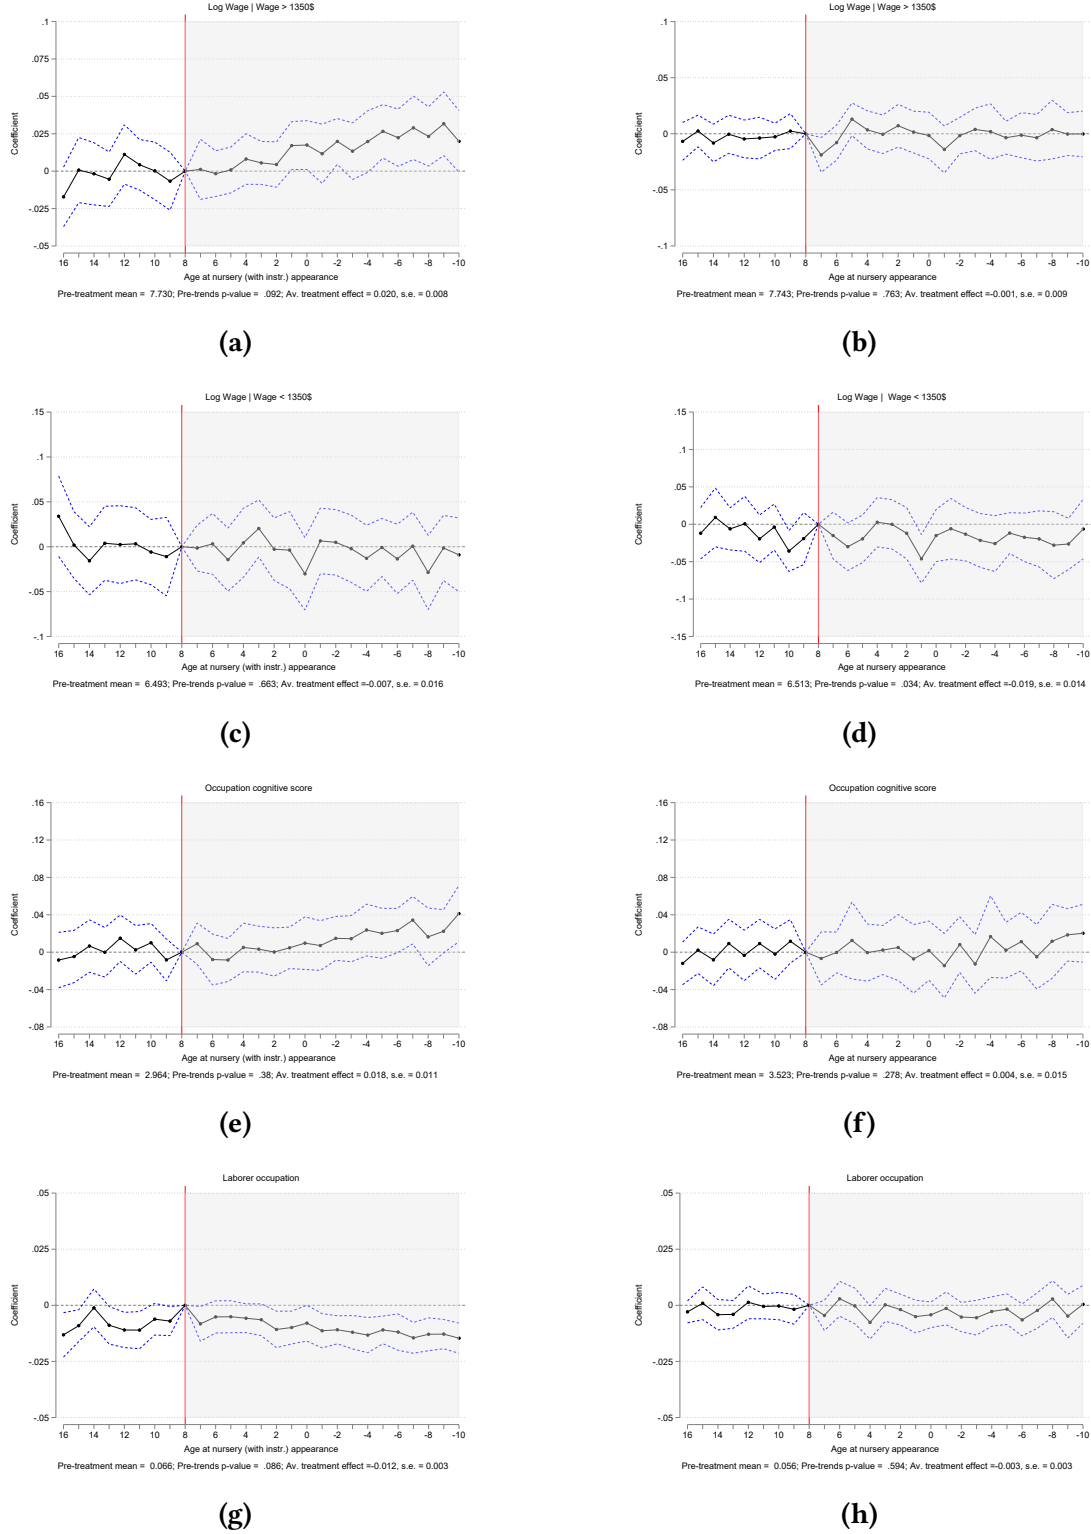 Log Wage | Wage > 1350$
.1
.075
.05
.025
0
-.025
-.05
Coefficient
16 14 12 10 8 6 4 2 0 -2 -4 -6 -8 -10
Age at nursery (with instr.) appearance
Pre-treatment mean = 7.730; Pre-trends p-value = .092; Av. treatment effect = 0.020, s.e. = 0.008
(a)
Log Wage | Wage > 1350$
.1
.05
0
-.05
-.1
Coefficient
16 14 12 10 8 6 4 2 0 -2 -4 -6 -8 -10
Age at nursery appearance
Pre-treatment mean = 7.743; Pre-trends p-value = .763; Av. treatment effect =-0.001, s.e. = 0.009
(b)
Log Wage | Wage < 1350$
.15
.1
.05
0
-.05
-.1
Coefficient
16 14 12 10 8 6 4 2 0 -2 -4 -6 -8 -10
Age at nursery (with instr.) appearance
Pre-treatment mean = 6.493; Pre-trends p-value = .663; Av. treatment effect =-0.007, s.e. = 0.016
(c)
Log Wage | Wage < 1350$
.15
.1
.05
0
-.05
-.1
-.15
Coefficient
16 14 12 10 8 6 4 2 0 -2 -4 -6 -8 -10
Age at nursery appearance
Pre-treatment mean = 6.513; Pre-trends p-value = .034; Av. treatment effect =-0.019, s.e. = 0.014
(d)
Occupation cognitive score
.16
.12
.08
.04
0
-.04
-.08
Coefficient
16 14 12 10 8 6 4 2 0 -2 -4 -6 -8 -10
Age at nursery (with instr.) appearance
Pre-treatment mean = 2.964; Pre-trends p-value = .38; Av. treatment effect = 0.018, s.e. = 0.011
(e)
Occupation cognitive score
.16
.12
.08
.04
0
-.04
-.08
Coefficient
16 14 12 10 8 6 4 2 0 -2 -4 -6 -8 -10
Age at nursery appearance
Pre-treatment mean = 3.523; Pre-trends p-value = .278; Av. treatment effect = 0.004, s.e. = 0.015
(f)
Laborer occupation
.05
.025
0
-.025
-.05
Coefficient
16 14 12 10 8 6 4 2 0 -2 -4 -6 -8 -10
Age at nursery (with instr.) appearance
Pre-treatment mean = 0.066; Pre-trends p-value = .086; Av. treatment effect =-0.012, s.e. = 0.003
(g)
Laborer occupation
.05
.025
0
-.025
-.05
Coefficient
16 14 12 10 8 6 4 2 0 -2 -4 -6 -8 -10
Age at nursery appearance
Pre-treatment mean = 0.056; Pre-trends p-value = .594; Av. treatment effect =-0.003, s.e. = 0.003
(h)